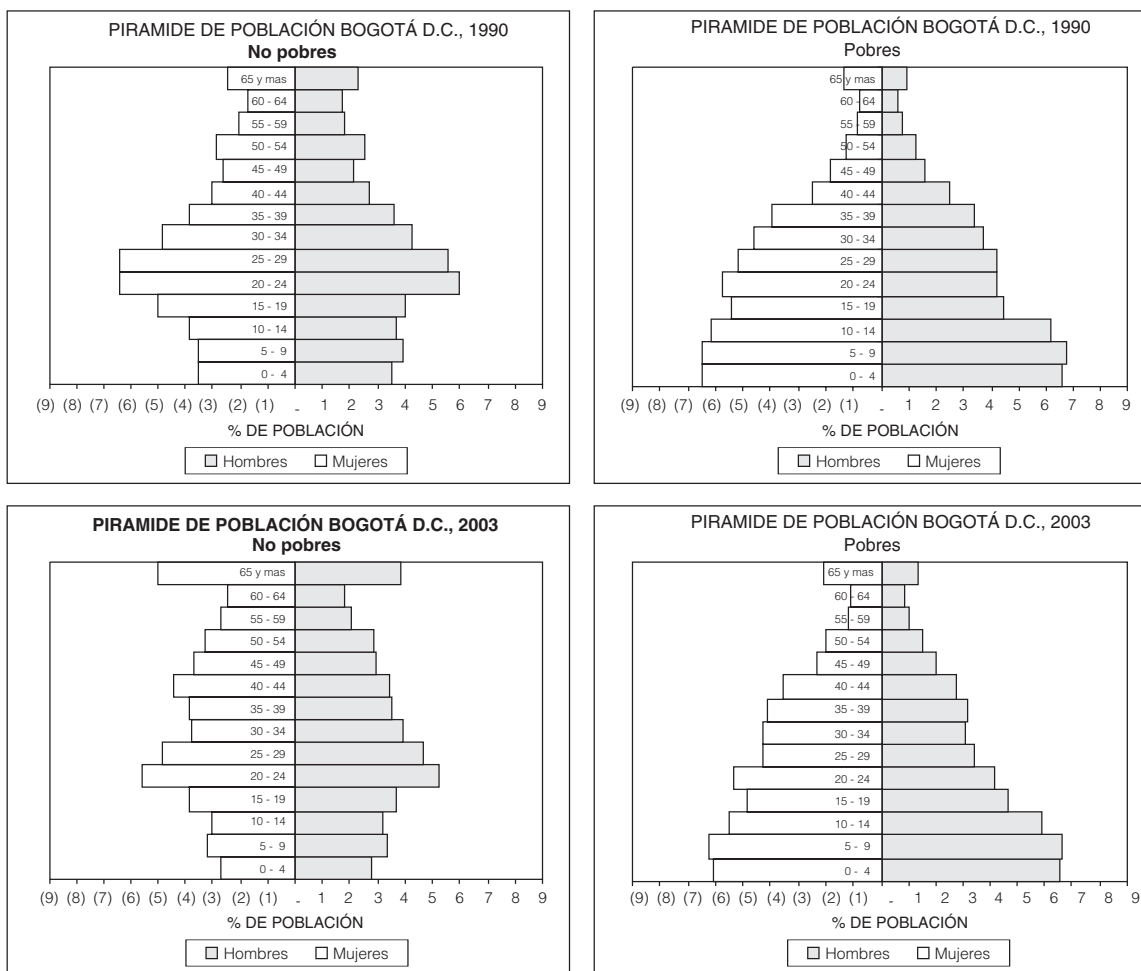 PIRAMIDE DE POBLACIÓN BOGOTÁ D.C., 1990
No pobres
65 y mas
60 - 64
55 - 59
50 - 54
45 - 49
40 - 44
35 - 39
30 - 34
25 - 29
20 - 24
15 - 19
10 - 14
5 - 9
0 - 4
(9) (8) (7) (6) (5) (4) (3) (2) (1) - 1 2 3 4 5 6 7 8 9
% DE POBLACIÓN
Hombres Mujeres
PIRAMIDE DE POBLACIÓN BOGOTÁ D.C., 1990
Pobres
65 y mas
60 - 64
55 - 59
50 - 54
45 - 49
40 - 44
35 - 39
30 - 34
25 - 29
20 - 24
15 - 19
10 - 14
5 - 9
0 - 4
(9) (8) (7) (6) (5) (4) (3) (2) (1) - 1 2 3 4 5 6 7 8 9
% DE POBLACIÓN
Hombres Mujeres
PIRAMIDE DE POBLACIÓN BOGOTÁ D.C., 2003
No pobres
65 y mas
60 - 64
55 - 59
50 - 54
45 - 49
40 - 44
35 - 39
30 - 34
25 - 29
20 - 24
15 - 19
10 - 14
5 - 9
0 - 4
(9) (8) (7) (6) (5) (4) (3) (2) (1) - 1 2 3 4 5 6 7 8 9
% DE POBLACIÓN
Hombres Mujeres
PIRAMIDE DE POBLACIÓN BOGOTÁ D.C., 2003
Pobres
65 y mas
60 - 64
55 - 59
50 - 54
45 - 49
40 - 44
35 - 39
30 - 34
25 - 29
20 - 24
15 - 19
10 - 14
5 - 9
0 - 4
(9) (8) (7) (6) (5) (4) (3) (2) (1) - 1 2 3 4 5 6 7 8 9
% DE POBLACIÓN
Hombres Mujeres